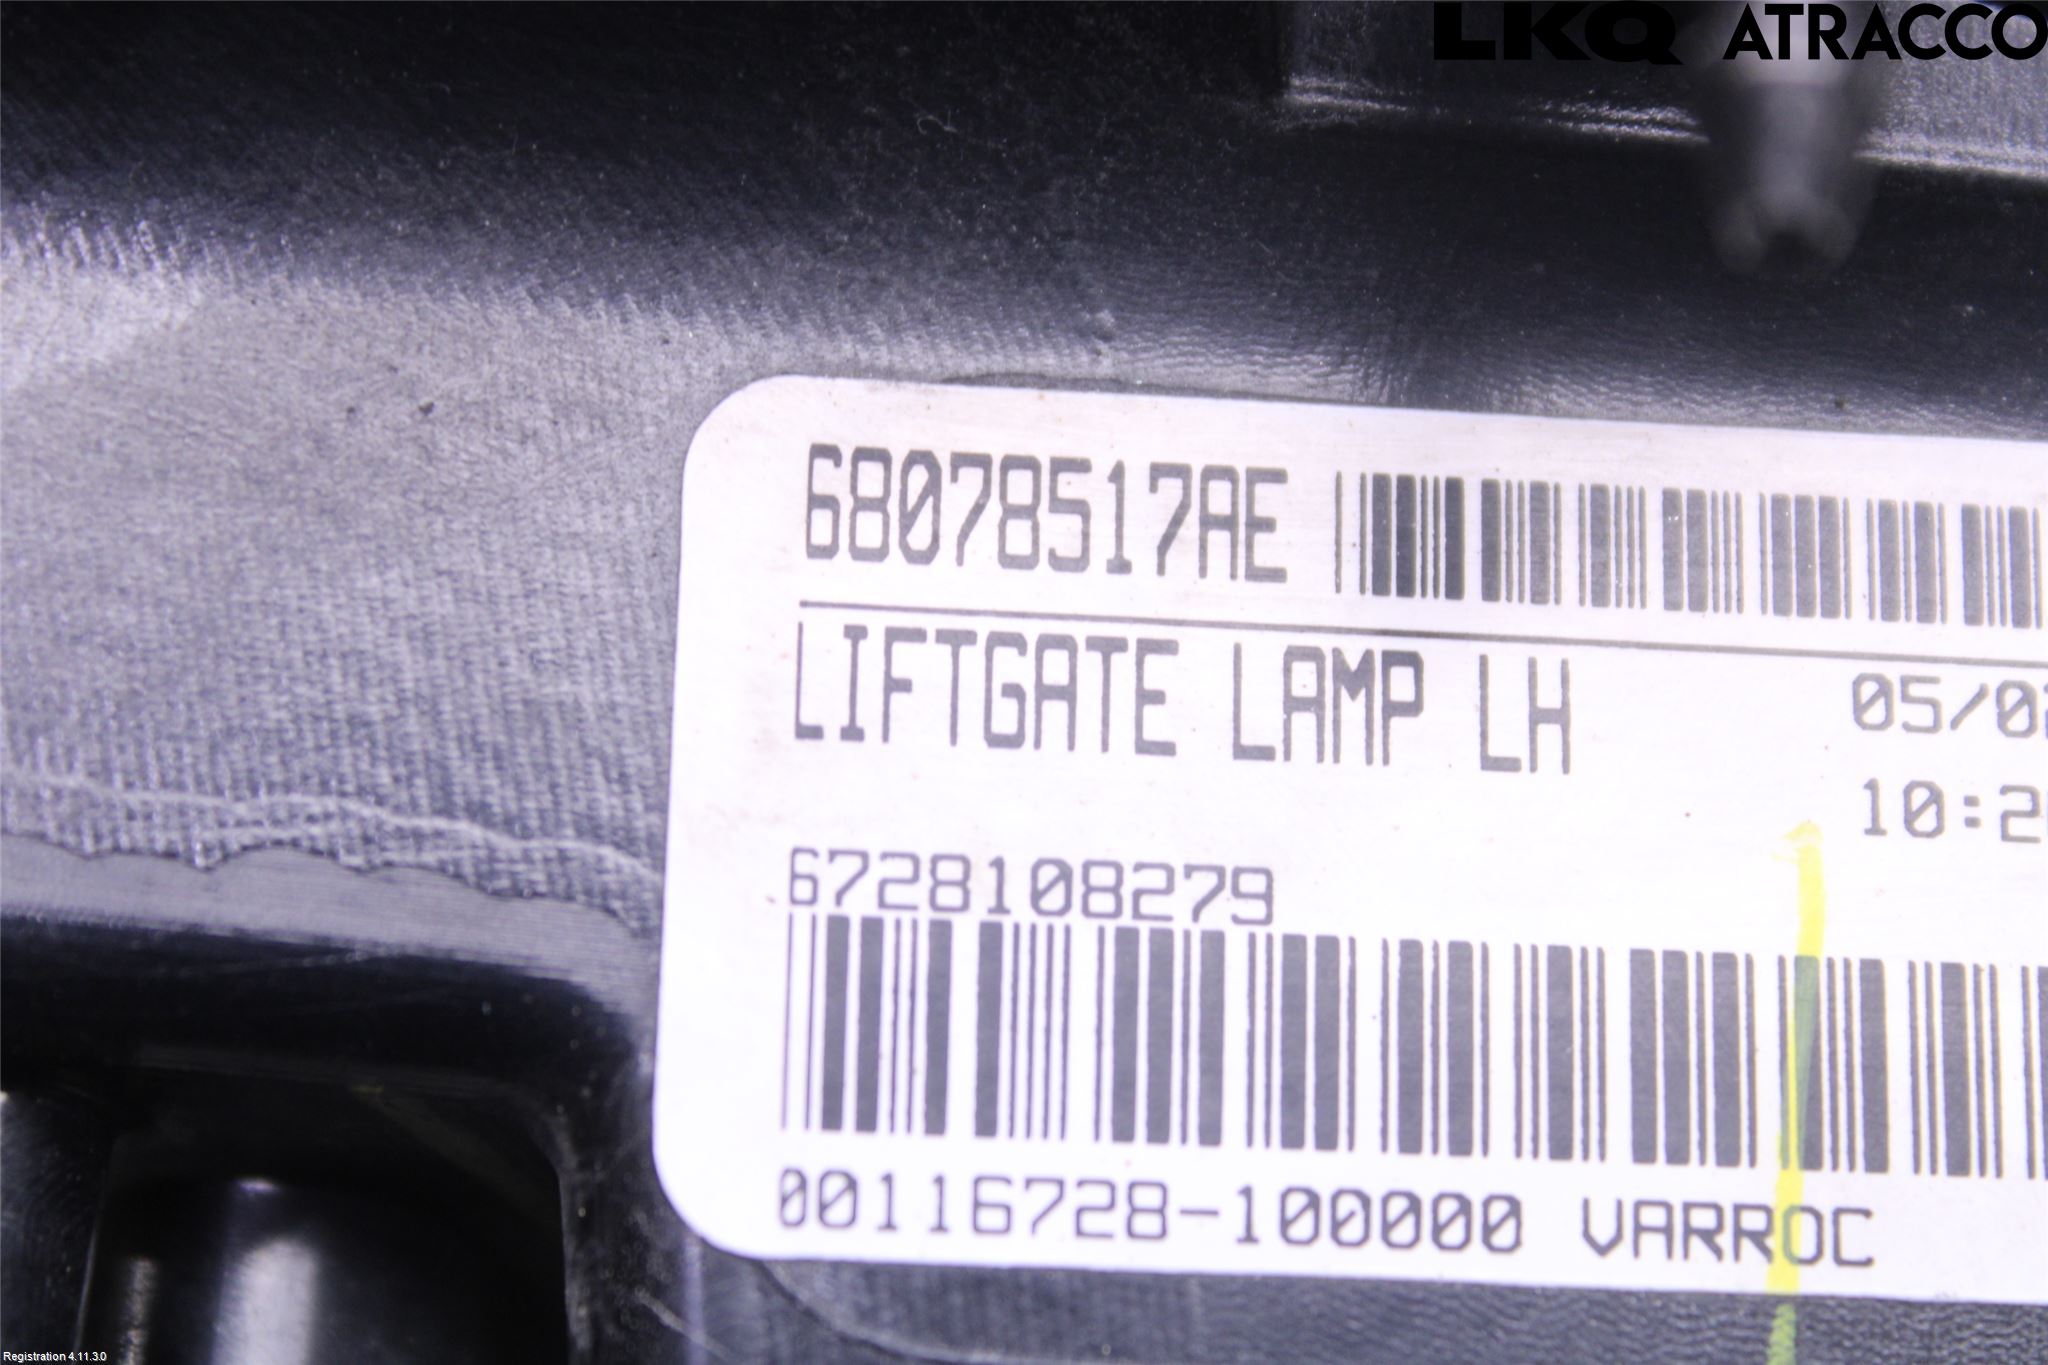 LKQ ATRACCO
68078517AE
LIFTGATE LAMP LH 05/0
10:2
6728108279
00116728-100000 VARROC
Registration 4.11.3.0